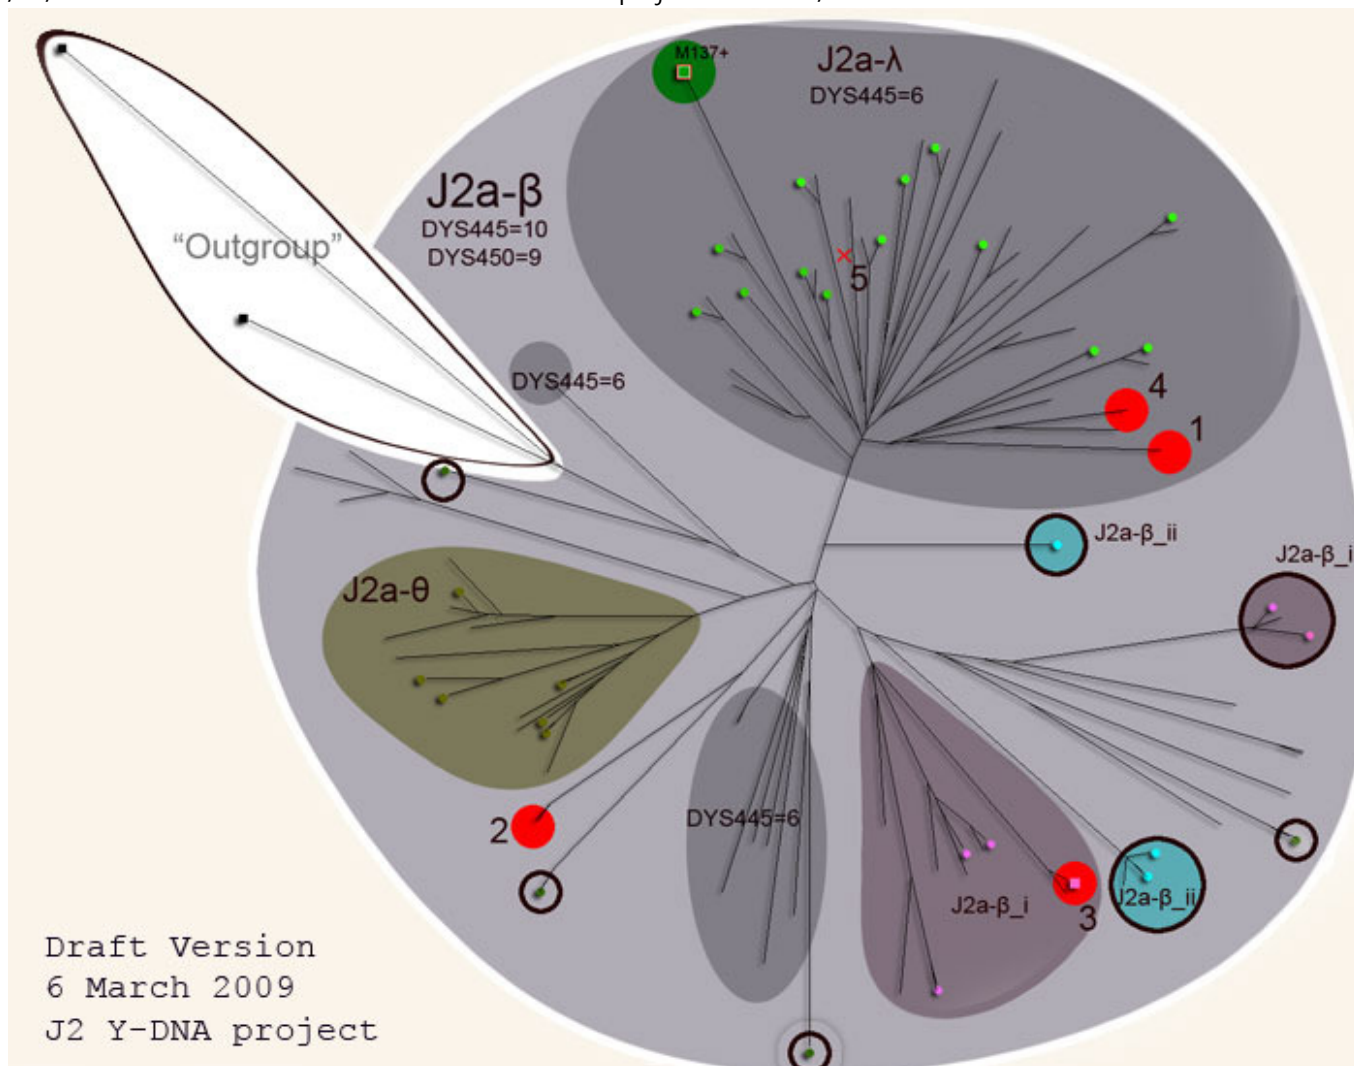 M137+
J2a-λ
DYS445=6
J2a-β
DYS445=10
DYS450=9
"Outgroup"
5
DYS445=6
4
1
J2a-β_ii
J2a-β_i
J2a-θ
2
DYS445=6
J2a-β_i
3
J2a-β_ii
Draft Version
6 March 2009
J2 Y-DNA project